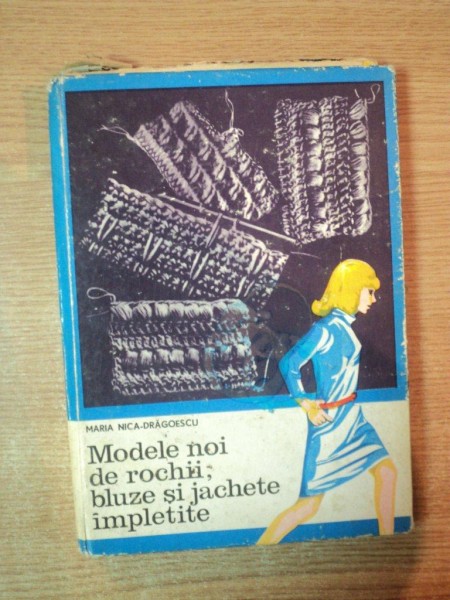 MARIA NICA-DRĂGOESCU
Modele noi
de rochii,
bluze și jachete
împletite